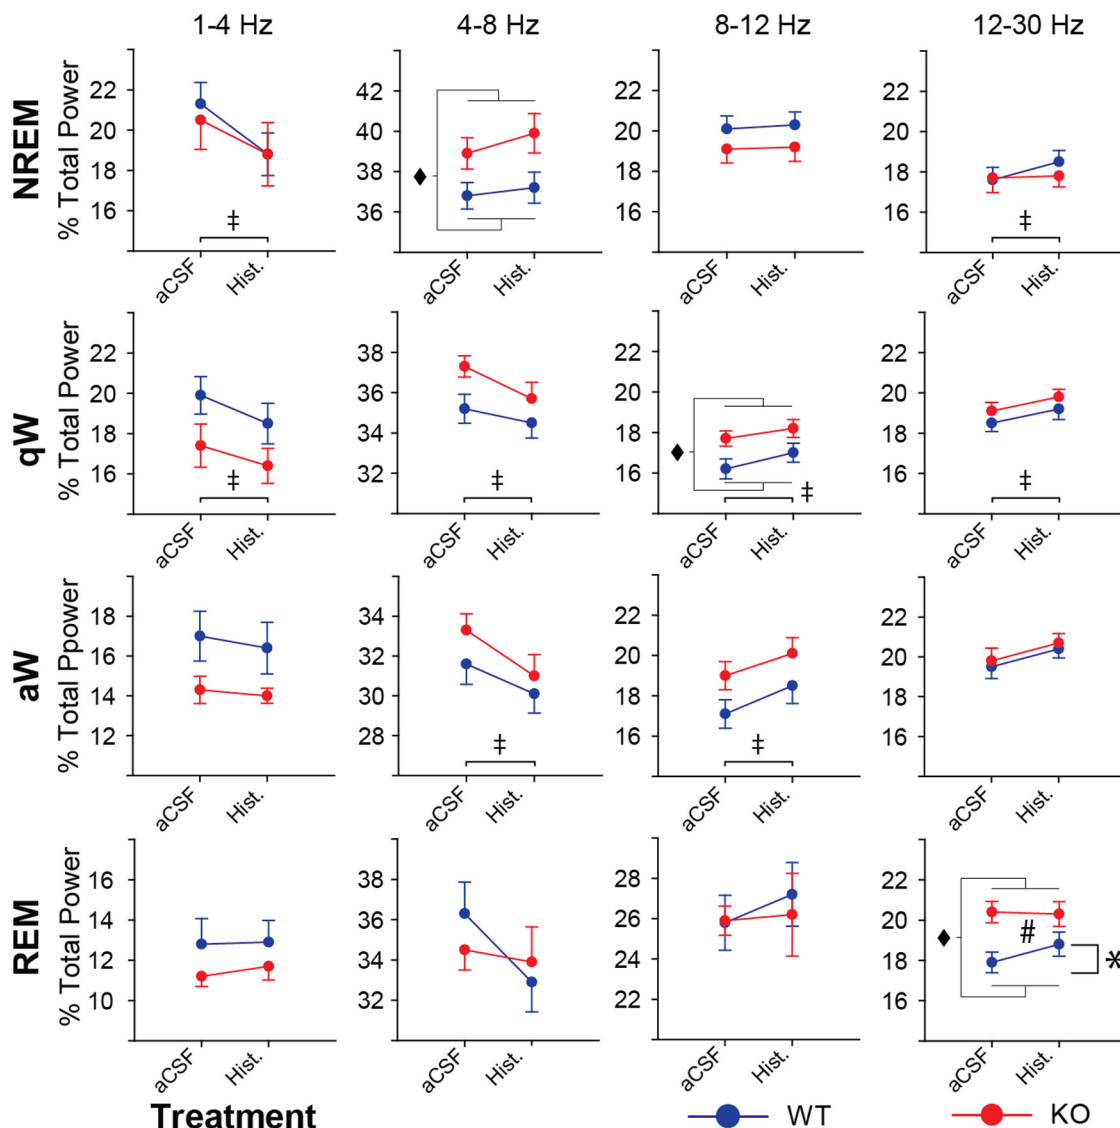 1-4 Hz 4-8 Hz 8-12 Hz 12-30 Hz
NREM
% Total Power
22 20 18 16
‡
aCSF Hist.
42 40 38 36
♦
aCSF Hist.
22 20 18 16
aCSF Hist.
22 20 18 16
‡
aCSF Hist.
qW
% Total Power
22 20 18 16
‡
aCSF Hist.
38 36 34 32
‡
aCSF Hist.
22 20 18 16
♦
‡
aCSF Hist.
22 20 18 16
‡
aCSF Hist.
aW
% Total Ppower
18 16 14 12
aCSF Hist.
34 32 30 28
‡
aCSF Hist.
22 20 18 16
‡
aCSF Hist.
22 20 18 16
aCSF Hist.
REM
% Total Power
16 14 12 10
aCSF Hist.
38 36 34 32
aCSF Hist.
28 26 24 22
aCSF Hist.
22 20 18 16
♦
#
*
aCSF Hist.
Treatment
WT KO